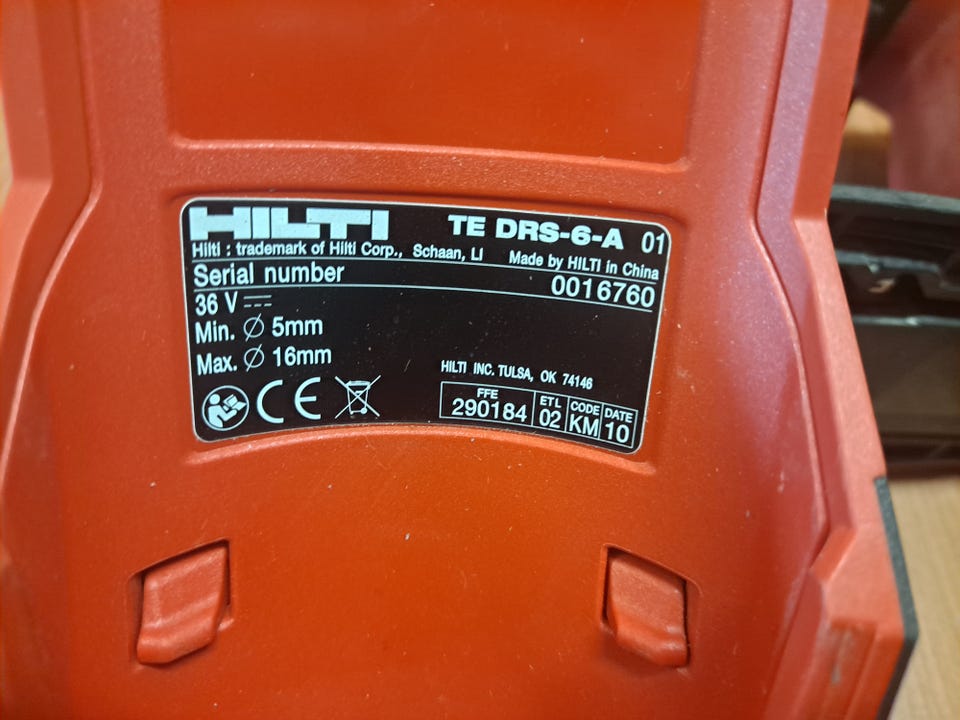 HILTI TE DRS-6-A 01
Hilti : trademark of Hilti Corp., Schaan, LI Made by HILTI in China
Serial number 0016760
36 V
Min. ∅ 5mm
Max. ∅ 16mm
HILTI INC. TULSA, OK 74146
FFE ETL CODE DATE
290184 02 KM 10
CE